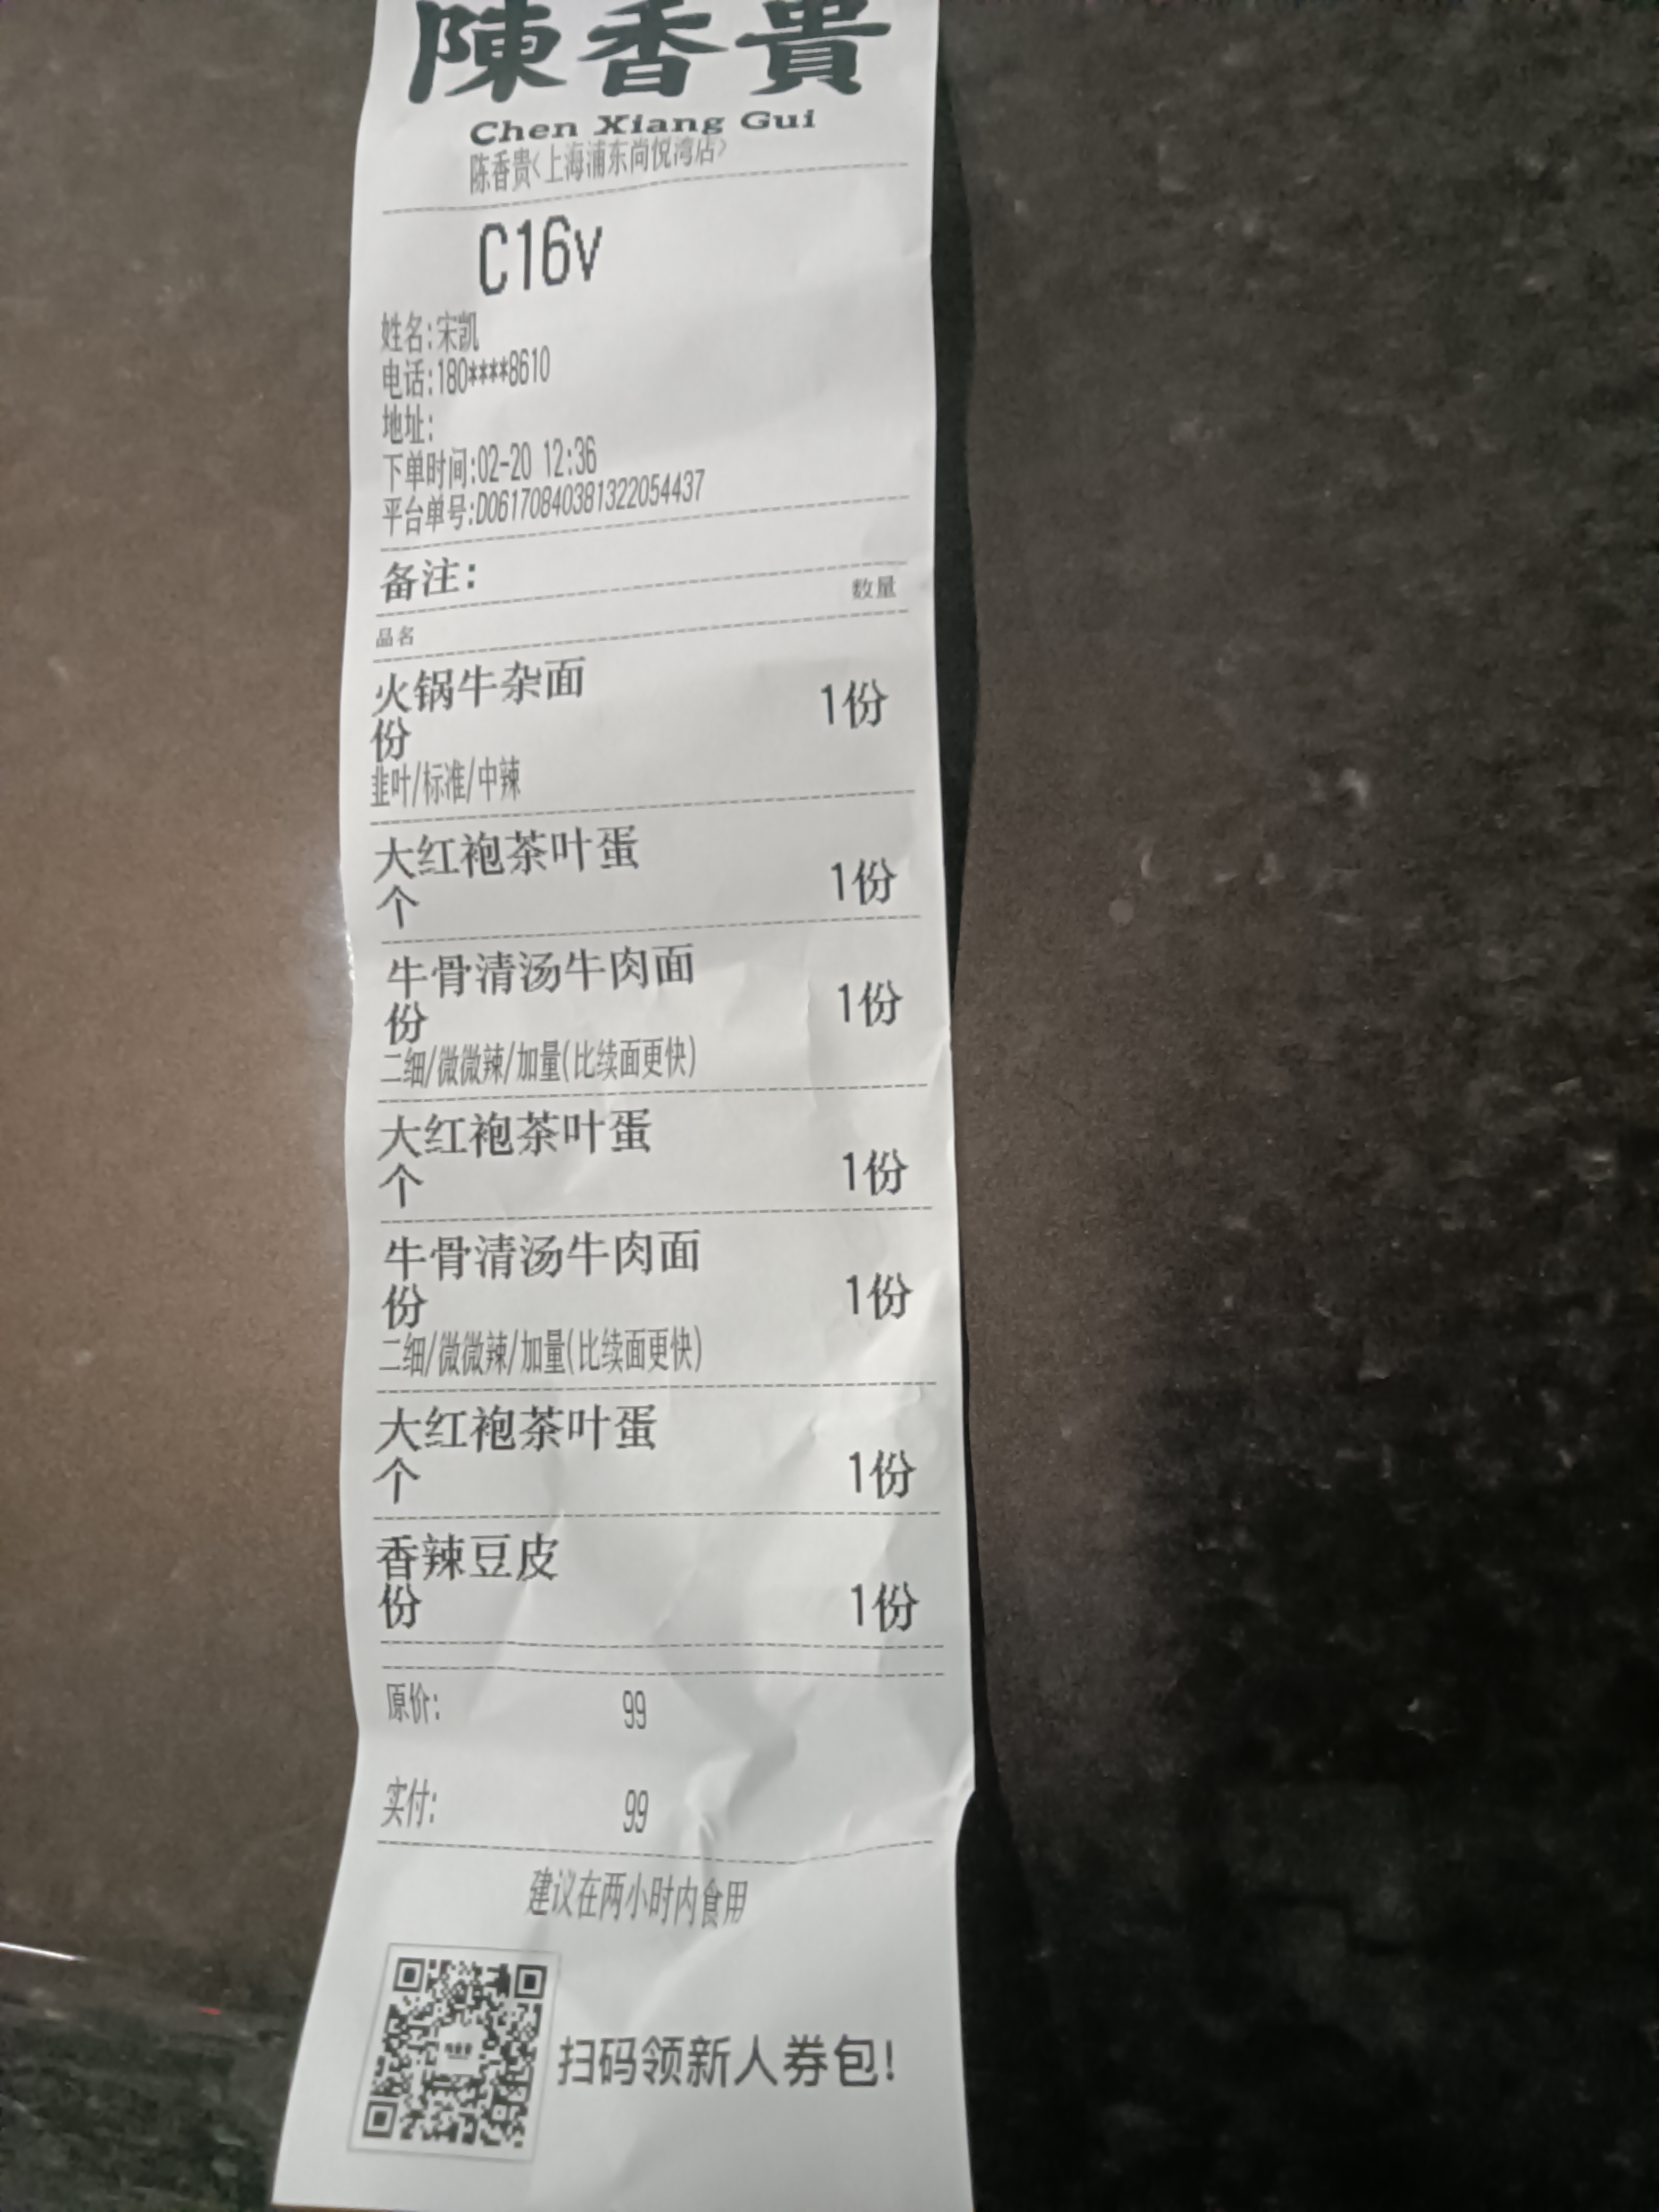 陳香貴
Chen Xiang Gui
陈香贵<上海浦东尚悦湾店>
C16v
姓名:宋凯
电话:180****8610
地址:
下单时间:02-20 12:36
平台单号:D06170840381322054437
备注:
品名 数量
火锅牛杂面
份 1份
韭叶/标准/中辣
大红袍茶叶蛋
个 1份
牛骨清汤牛肉面
份 1份
二细/微微辣/加量(比续面更快)
大红袍茶叶蛋
个 1份
牛骨清汤牛肉面
份 1份
二细/微微辣/加量(比续面更快)
大红袍茶叶蛋
个 1份
香辣豆皮
份 1份
原价: 99
实付: 99
建议在两小时内食用
扫码领新人券包!